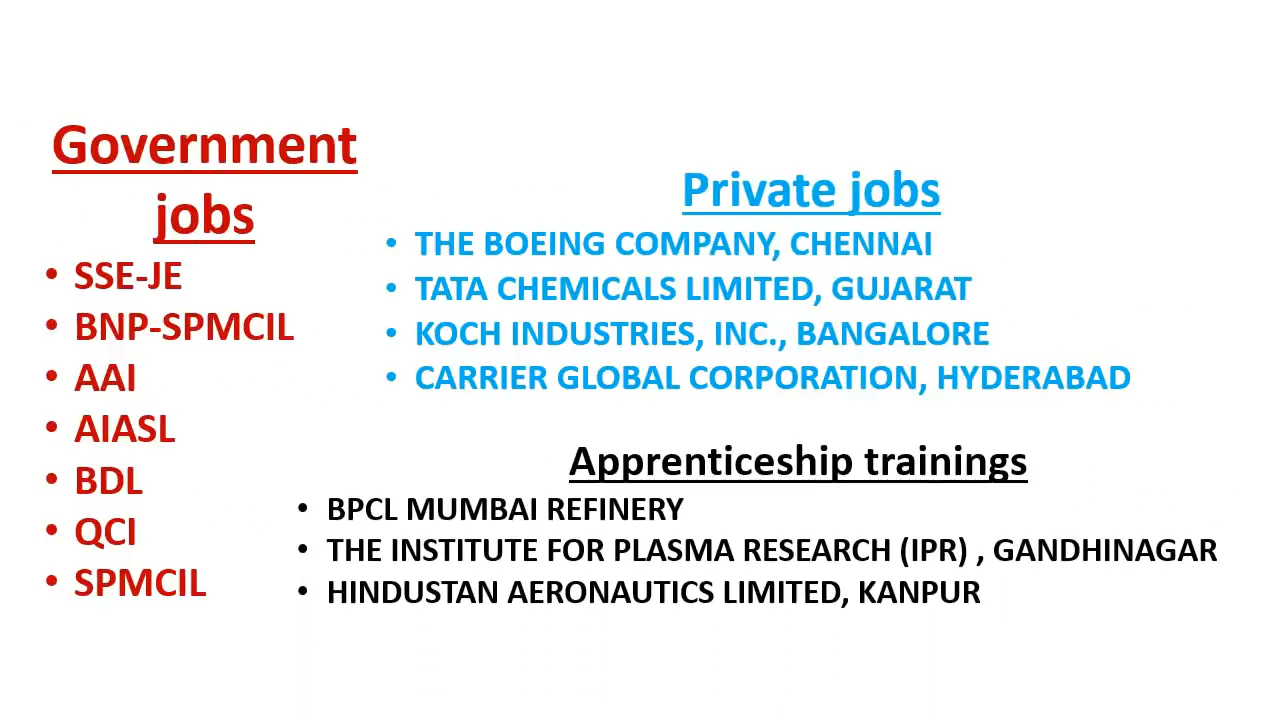 Government
jobs
• SSE-JE
• BNP-SPMCIL
• AAI
• AIASL
• BDL
• QCI
• SPMCIL
Private jobs
• THE BOEING COMPANY, CHENNAI
• TATA CHEMICALS LIMITED, GUJARAT
• KOCH INDUSTRIES, INC., BANGALORE
• CARRIER GLOBAL CORPORATION, HYDERABAD
Apprenticeship trainings
• BPCL MUMBAI REFINERY
• THE INSTITUTE FOR PLASMA RESEARCH (IPR) , GANDHINAGAR
• HINDUSTAN AERONAUTICS LIMITED, KANPUR